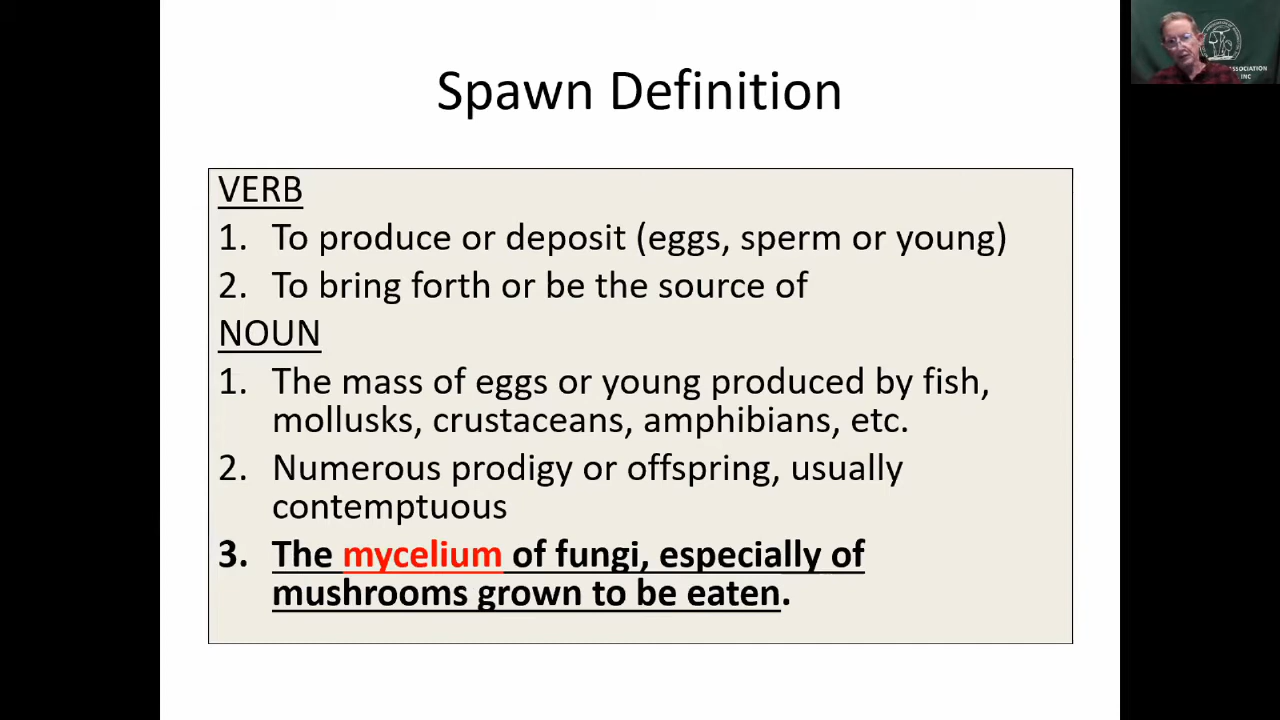 Spawn Definition
VERB
1. To produce or deposit (eggs, sperm or young)
2. To bring forth or be the source of
NOUN
1. The mass of eggs or young produced by fish,
mollusks, crustaceans, amphibians, etc.
2. Numerous prodigy or offspring, usually
contemptuous
3. The mycelium of fungi, especially of
mushrooms grown to be eaten.
INC